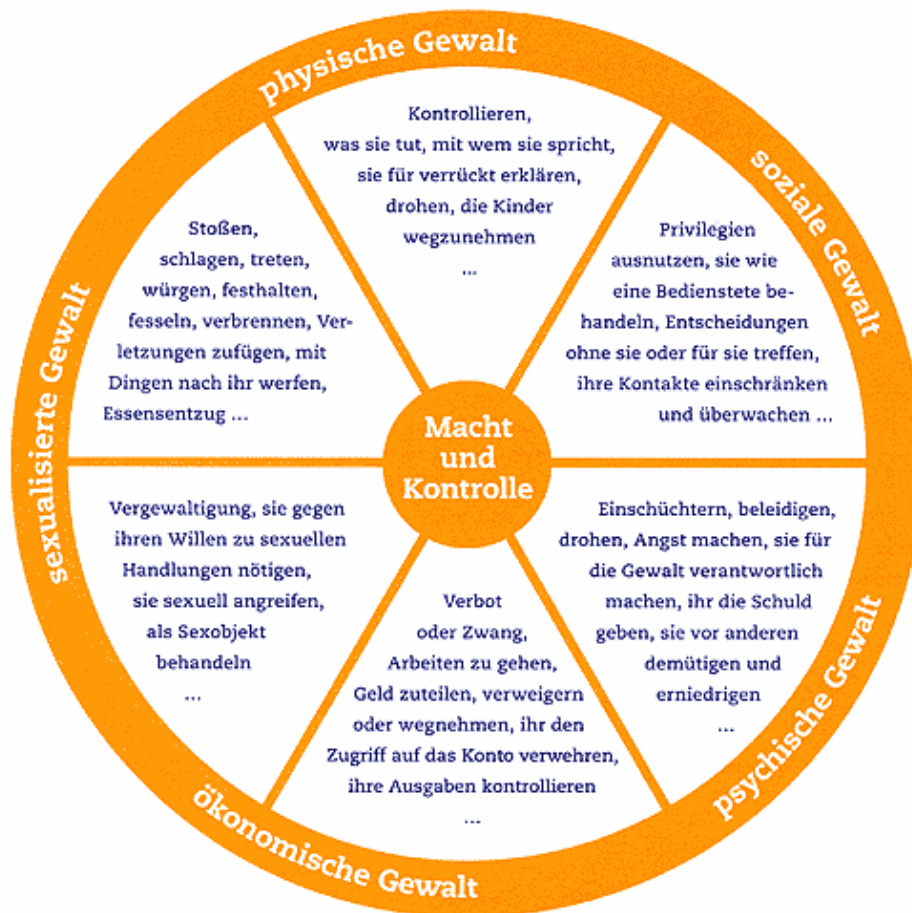 physische Gewalt
soziale Gewalt
psychische Gewalt
ökonomische Gewalt
sexualisierte Gewalt
Kontrollieren,
was sie tut, mit wem sie spricht,
sie für verrückt erklären,
drohen, die Kinder
wegzunehmen
...
Privilegien
ausnutzen, sie wie
eine Bedienstete be-
handeln, Entscheidungen
ohne sie oder für sie treffen,
ihre Kontakte einschränken
und überwachen ...
Einschüchtern, beleidigen,
drohen, Angst machen, sie für
die Gewalt verantwortlich
machen, ihr die Schuld
geben, sie vor anderen
demütigen und
erniedrigen
...
Verbot
oder Zwang,
Arbeiten zu gehen,
Geld zuteilen, verweigern
oder wegnehmen, ihr den
Zugriff auf das Konto verwehren,
ihre Ausgaben kontrollieren
...
Vergewaltigung, sie gegen
ihren Willen zu sexuellen
Handlungen nötigen,
sie sexuell angreifen,
als Sexobjekt
behandeln
...
Stoßen,
schlagen, treten,
würgen, festhalten,
fesseln, verbrennen, Ver-
letzungen zufügen, mit
Dingen nach ihr werfen,
Essensentzug ...
Macht
und
Kontrolle